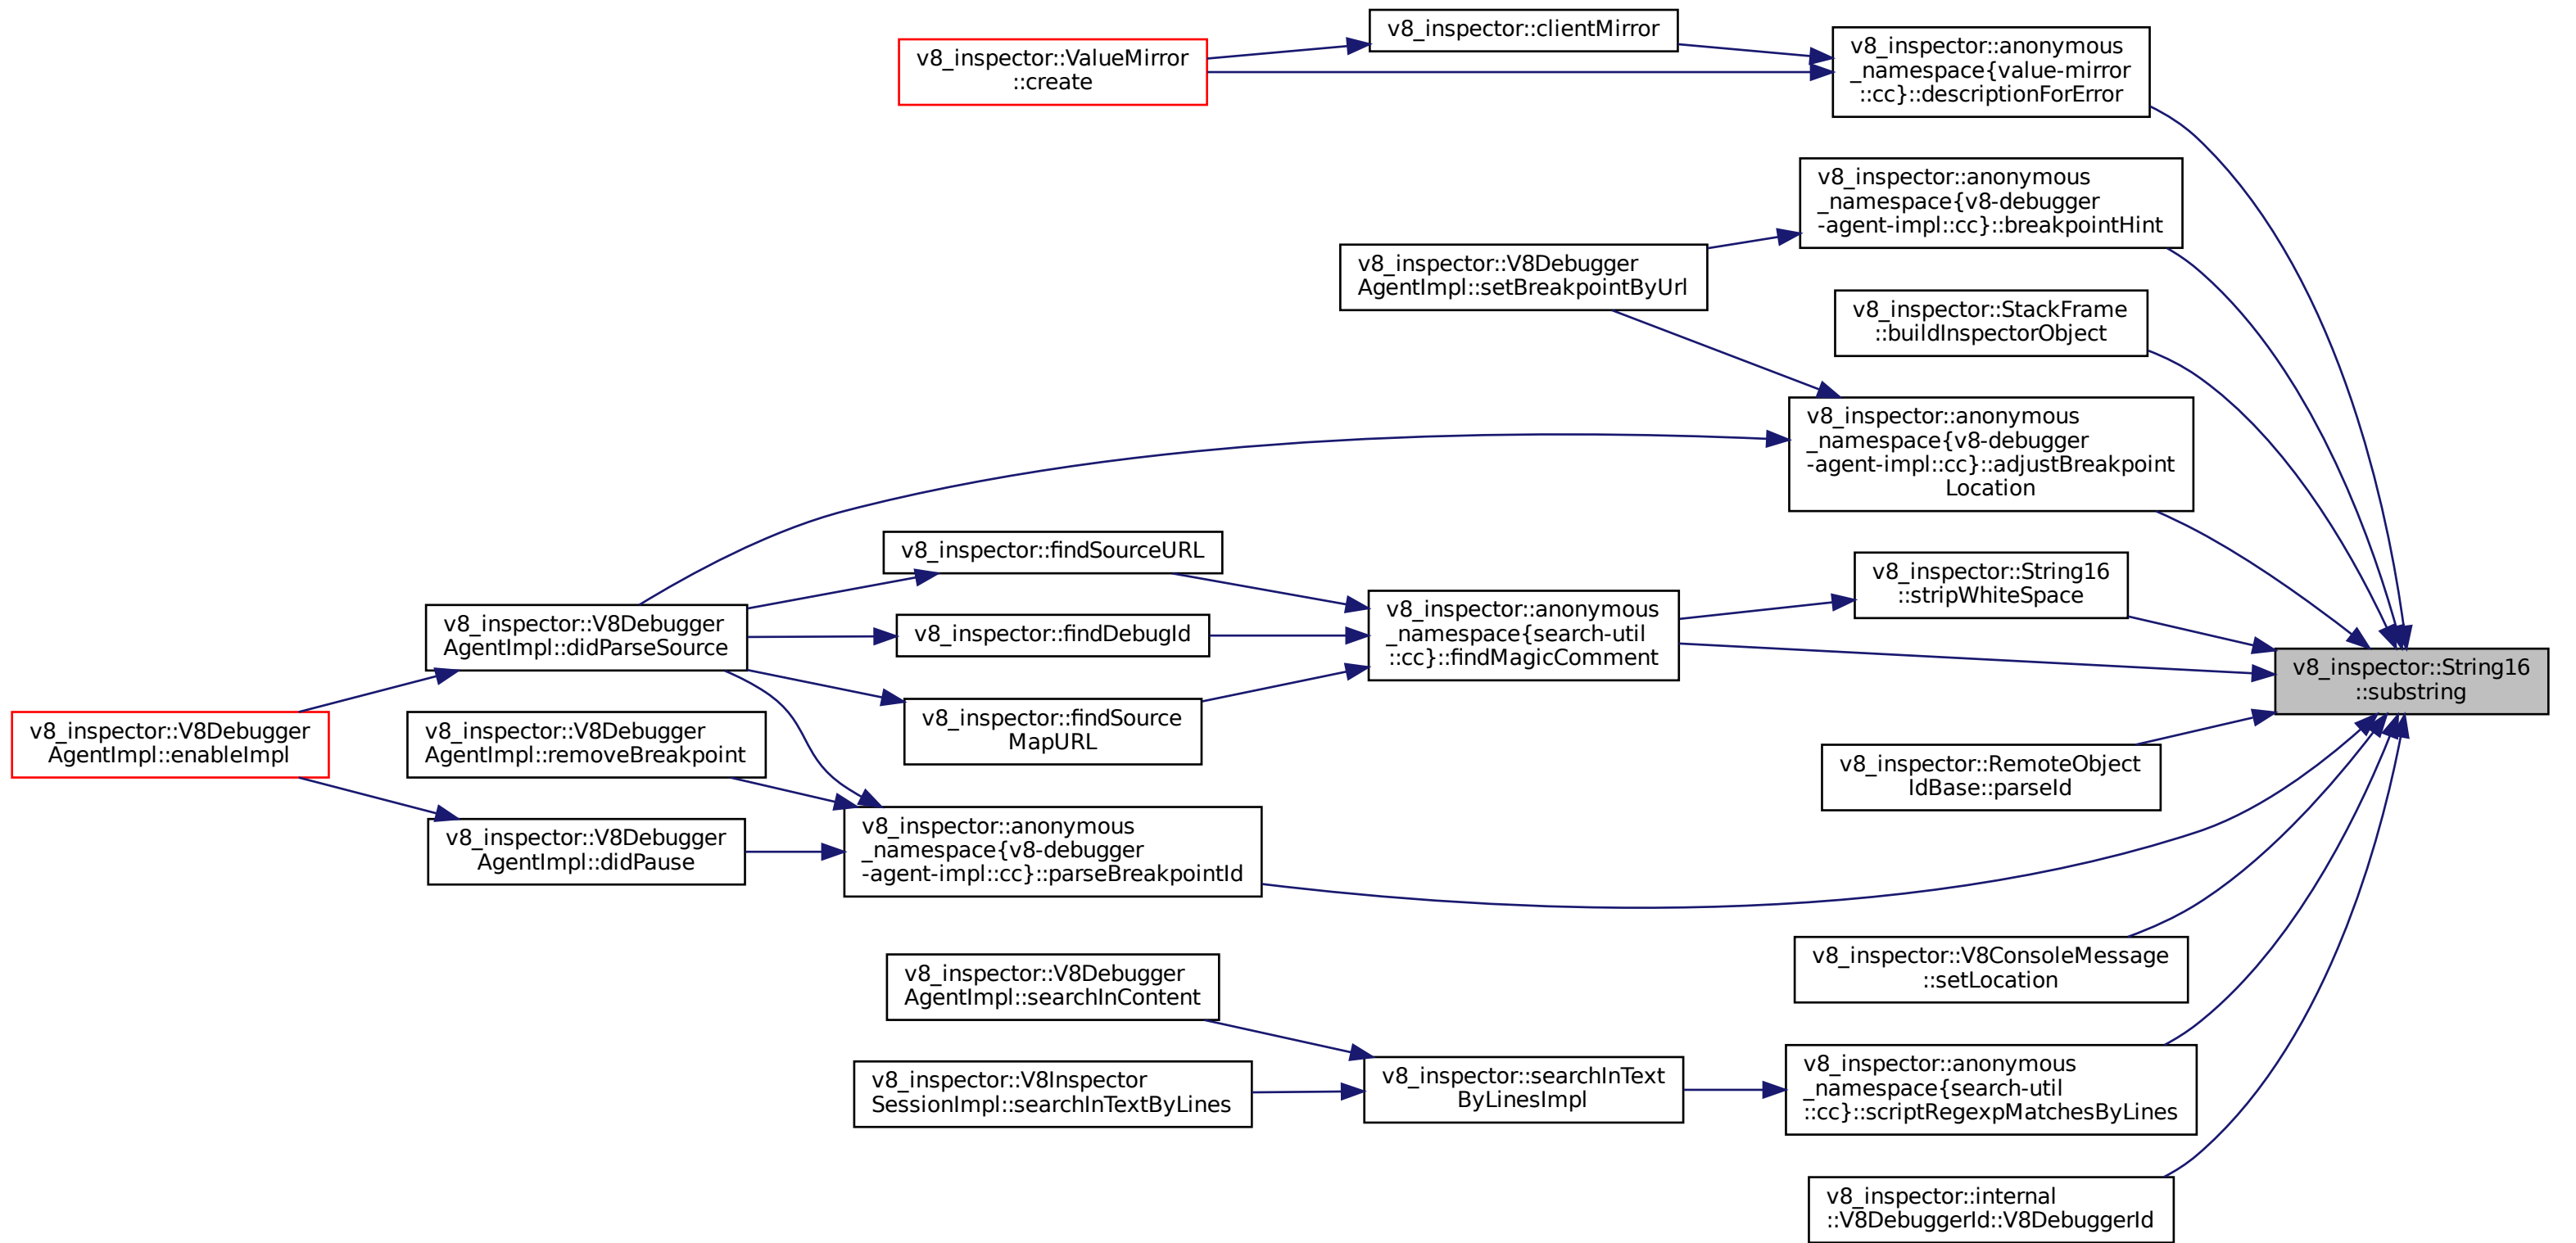 v8_inspector::clientMirror
v8_inspector::ValueMirror
::create
v8_inspector::anonymous
_namespace{value-mirror
::cc}::descriptionForError
v8_inspector::anonymous
_namespace{v8-debugger
-agent-impl::cc}::breakpointHint
v8_inspector::V8Debugger
AgentImpl::setBreakpointByUrl
v8_inspector::StackFrame
::buildInspectorObject
v8_inspector::anonymous
_namespace{v8-debugger
-agent-impl::cc}::adjustBreakpoint
Location
v8_inspector::findSourceURL
v8_inspector::String16
::stripWhiteSpace
v8_inspector::V8Debugger
AgentImpl::didParseSource
v8_inspector::findDebugId
v8_inspector::anonymous
_namespace{search-util
::cc}::findMagicComment
v8_inspector::String16
::substring
v8_inspector::V8Debugger
AgentImpl::enableImpl
v8_inspector::V8Debugger
AgentImpl::removeBreakpoint
v8_inspector::findSource
MapURL
v8_inspector::RemoteObject
IdBase::parseId
v8_inspector::V8Debugger
AgentImpl::didPause
v8_inspector::anonymous
_namespace{v8-debugger
-agent-impl::cc}::parseBreakpointId
v8_inspector::V8ConsoleMessage
::setLocation
v8_inspector::V8Debugger
AgentImpl::searchInContent
v8_inspector::V8Inspector
SessionImpl::searchInTextByLines
v8_inspector::searchInText
ByLinesImpl
v8_inspector::anonymous
_namespace{search-util
::cc}::scriptRegexpMatchesByLines
v8_inspector::internal
::V8DebuggerId::V8DebuggerId